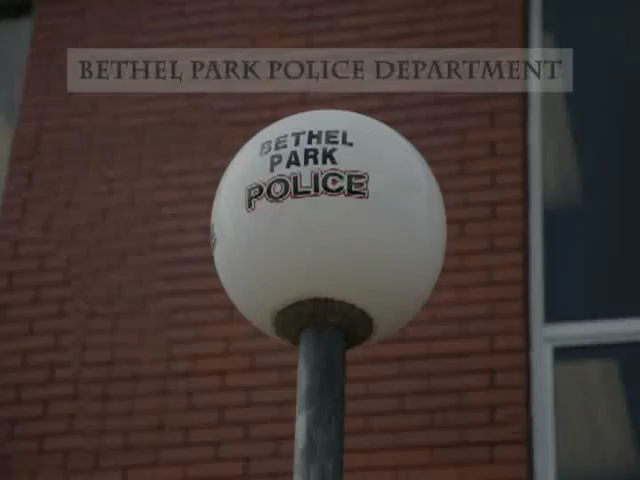 BETHEL PARK POLICE DEPARTMENT
BETHEL
PARK
POLICE